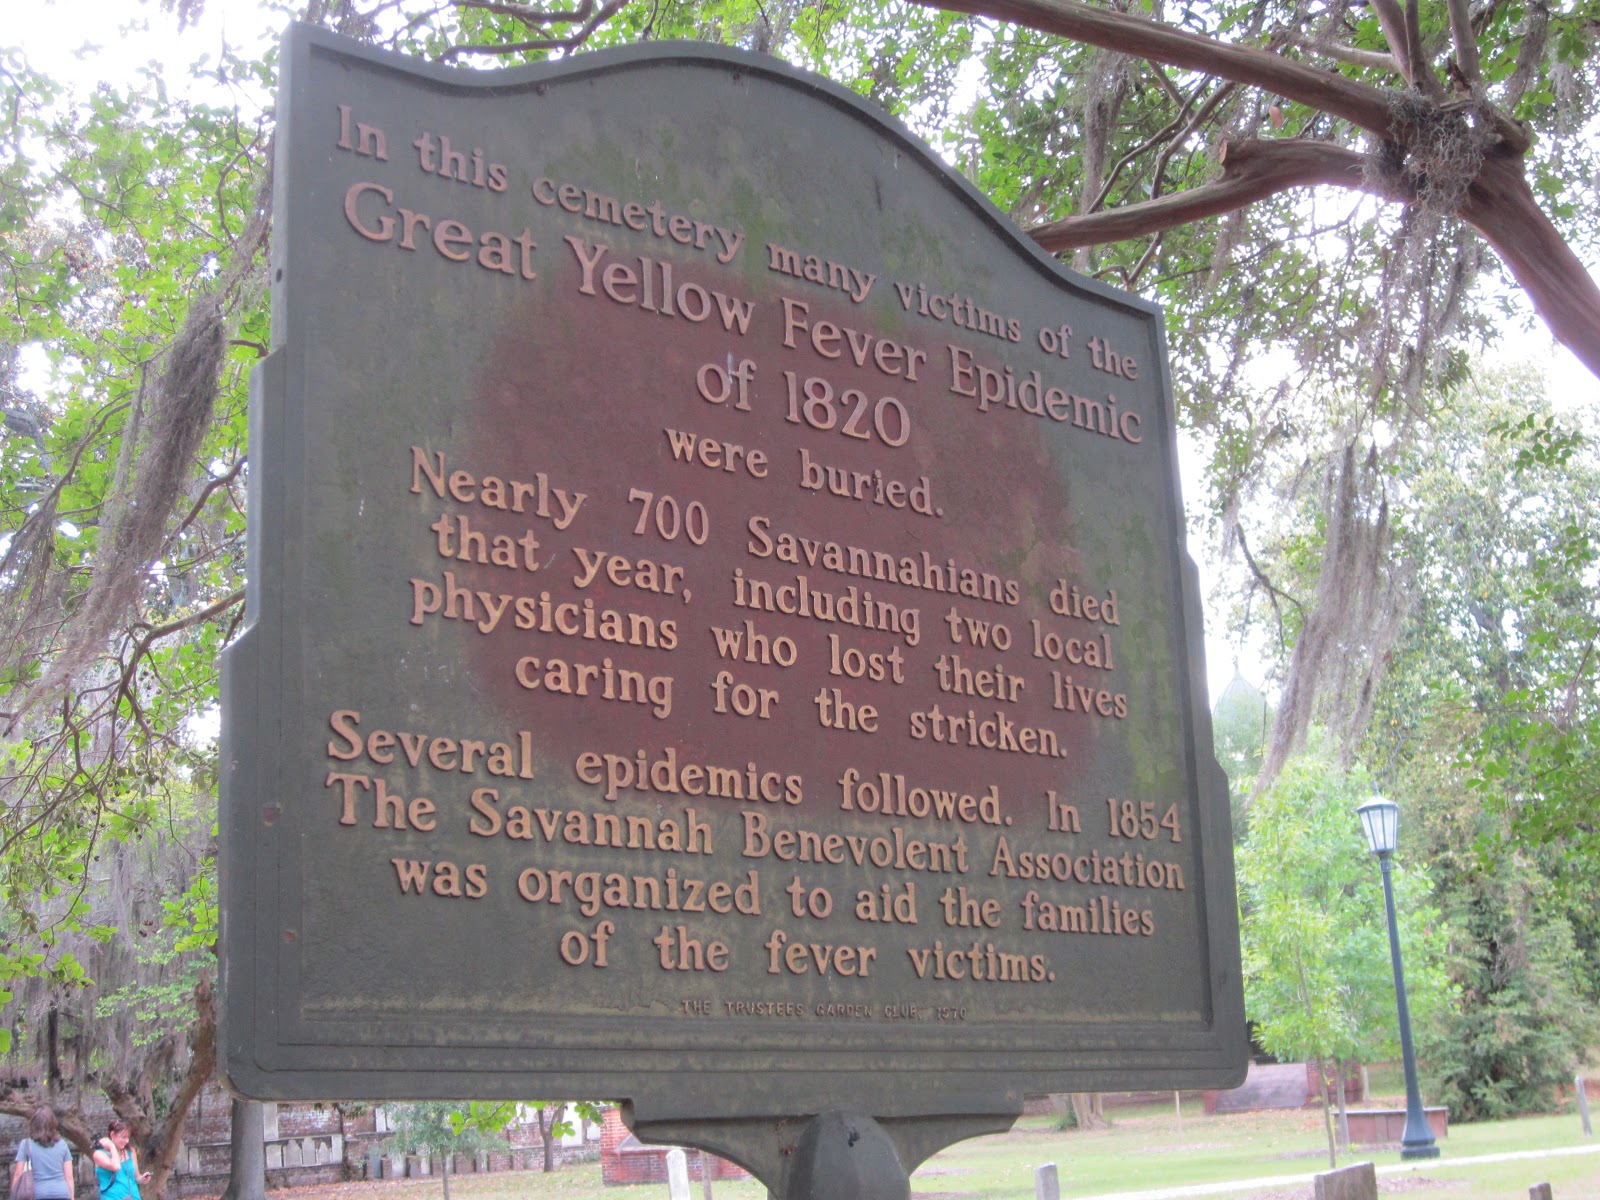 In this cemetery many victims of the
Great Yellow Fever Epidemic
of 1820
were buried.
Nearly 700 Savannahians died
that year, including two local
physicians who lost their lives
caring for the stricken.
Several epidemics followed. In 1854
The Savannah Benevolent Association
was organized to aid the families
of the fever victims.
THE TRUSTEES GARDEN CLUB, 1970